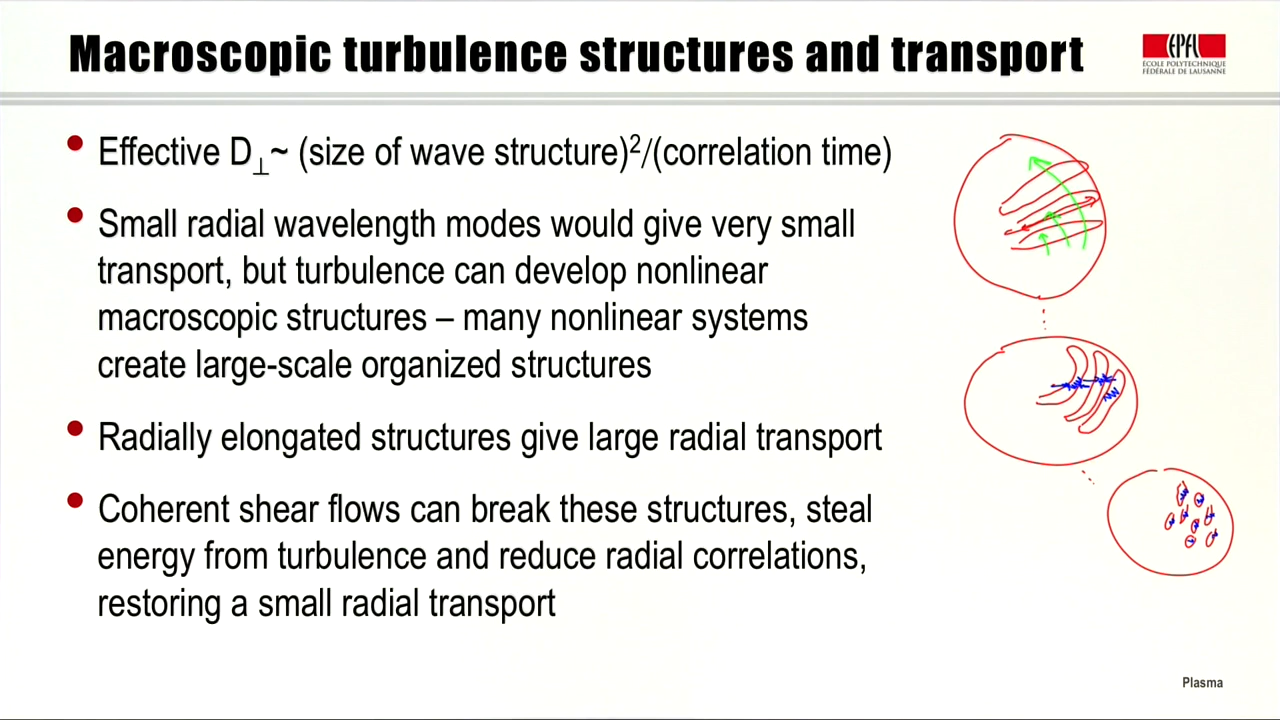 Macroscopic turbulence structures and transport
EPFL
ÉCOLE POLYTECHNIQUE
FÉDÉRALE DE LAUSANNE
• Effective D⊥~ (size of wave structure)²/(correlation time)
• Small radial wavelength modes would give very small
transport, but turbulence can develop nonlinear
macroscopic structures – many nonlinear systems
create large-scale organized structures
• Radially elongated structures give large radial transport
• Coherent shear flows can break these structures, steal
energy from turbulence and reduce radial correlations,
restoring a small radial transport
Plasma